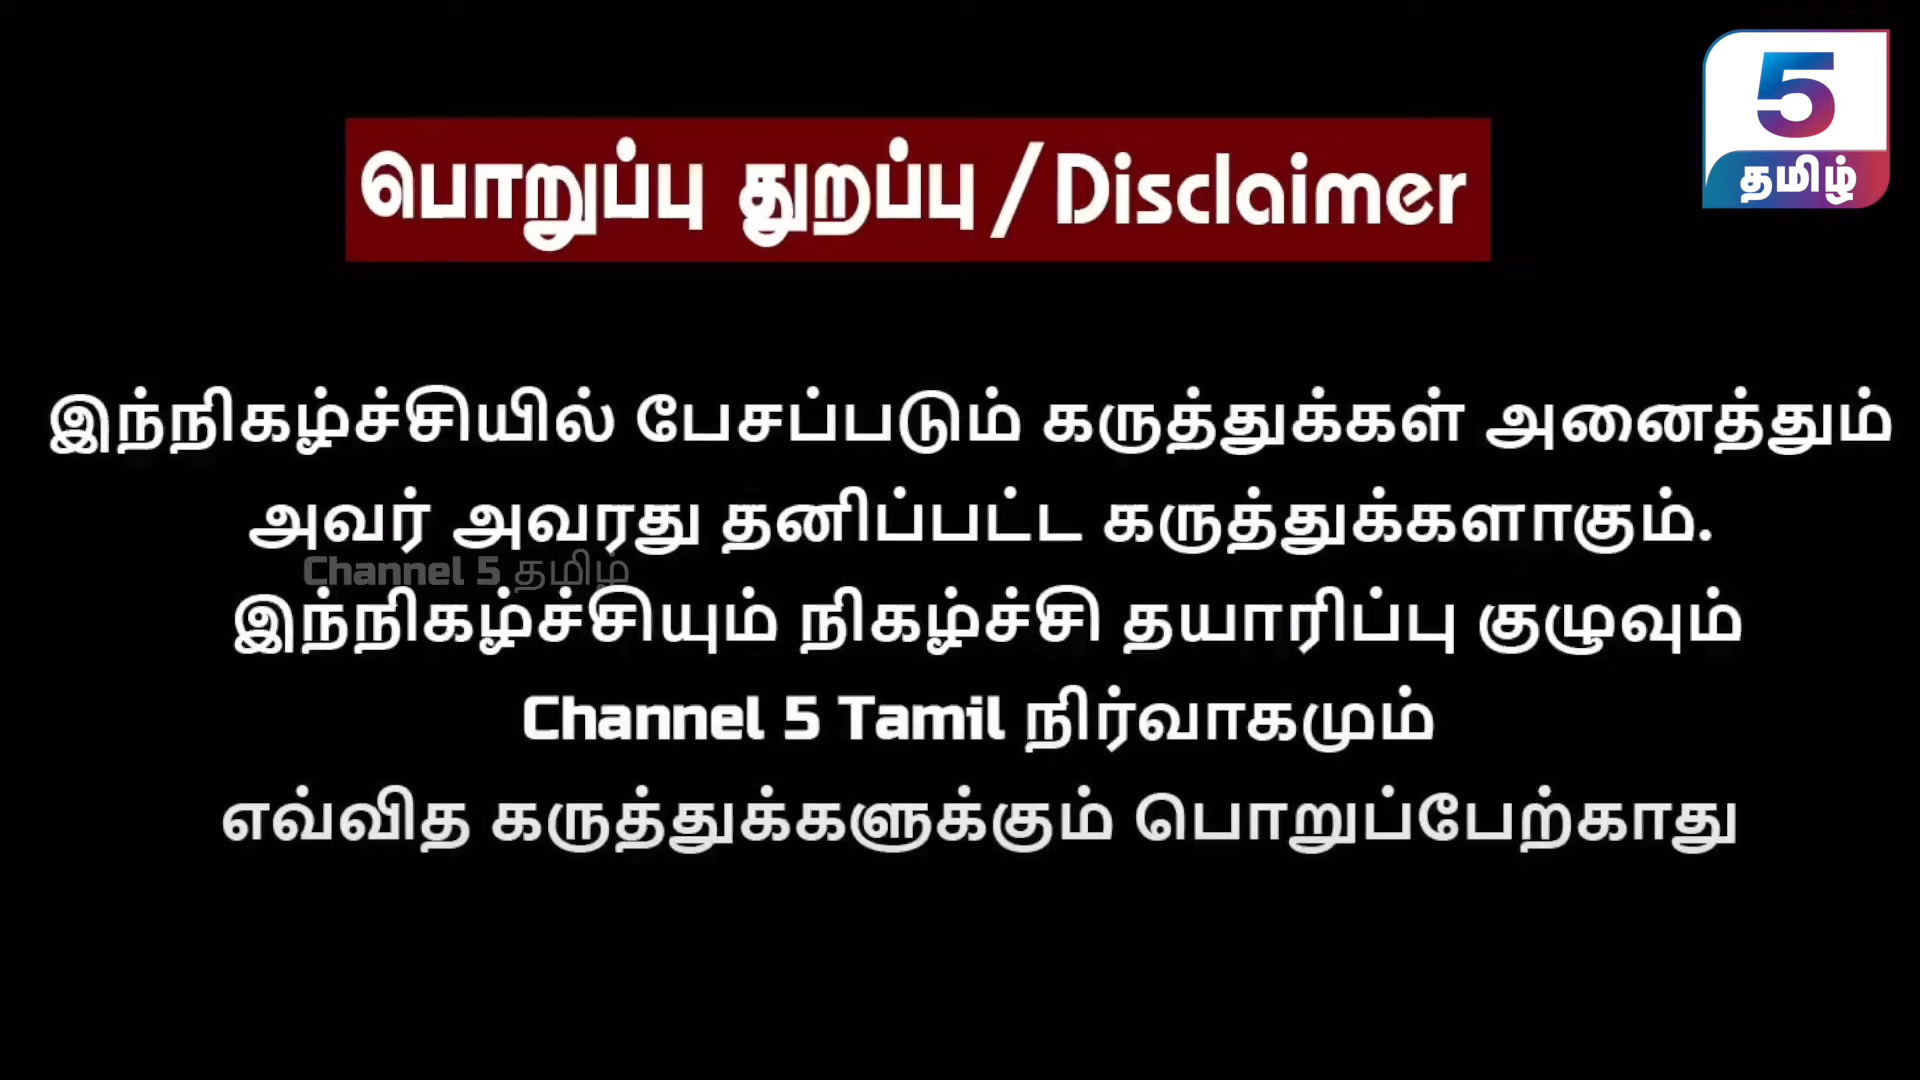 5
தமிழ்
பொறுப்பு துறப்பு/Disclaimer
இந்நிகழ்ச்சியில் பேசப்படும் கருத்துக்கள் அனைத்தும்
அவர் அவரது தனிப்பட்ட கருத்துக்களாகும்.
Channel 5 தமிழ்
இந்நிகழ்ச்சியும் நிகழ்ச்சி தயாரிப்பு குழுவும்
Channel 5 Tamil நிர்வாகமும்
எவ்வித கருத்துக்களுக்கும் பொறுப்பேற்காது